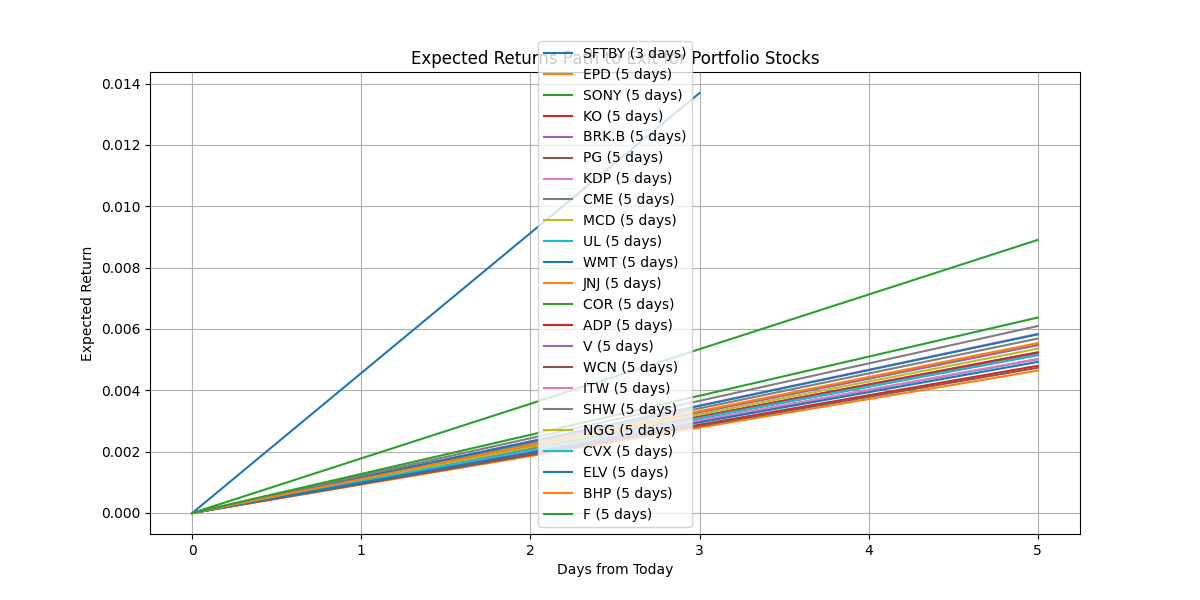 Expected Returns Path to Exit for Portfolio Stocks
SFTBY (3 days)
EPD (5 days)
SONY (5 days)
KO (5 days)
BRK.B (5 days)
PG (5 days)
KDP (5 days)
CME (5 days)
MCD (5 days)
UL (5 days)
WMT (5 days)
JNJ (5 days)
COR (5 days)
ADP (5 days)
V (5 days)
WCN (5 days)
ITW (5 days)
SHW (5 days)
NGG (5 days)
CVX (5 days)
ELV (5 days)
BHP (5 days)
F (5 days)
Expected Return
0.014
0.012
0.010
0.008
0.006
0.004
0.002
0.000
0 1 2 3 4 5
Days from Today